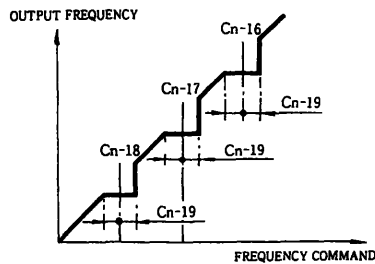 OUTPUT FREQUENCY
Cn-16
Cn-17
Cn-19
Cn-18
Cn-19
Cn-19
FREQUENCY COMMAND